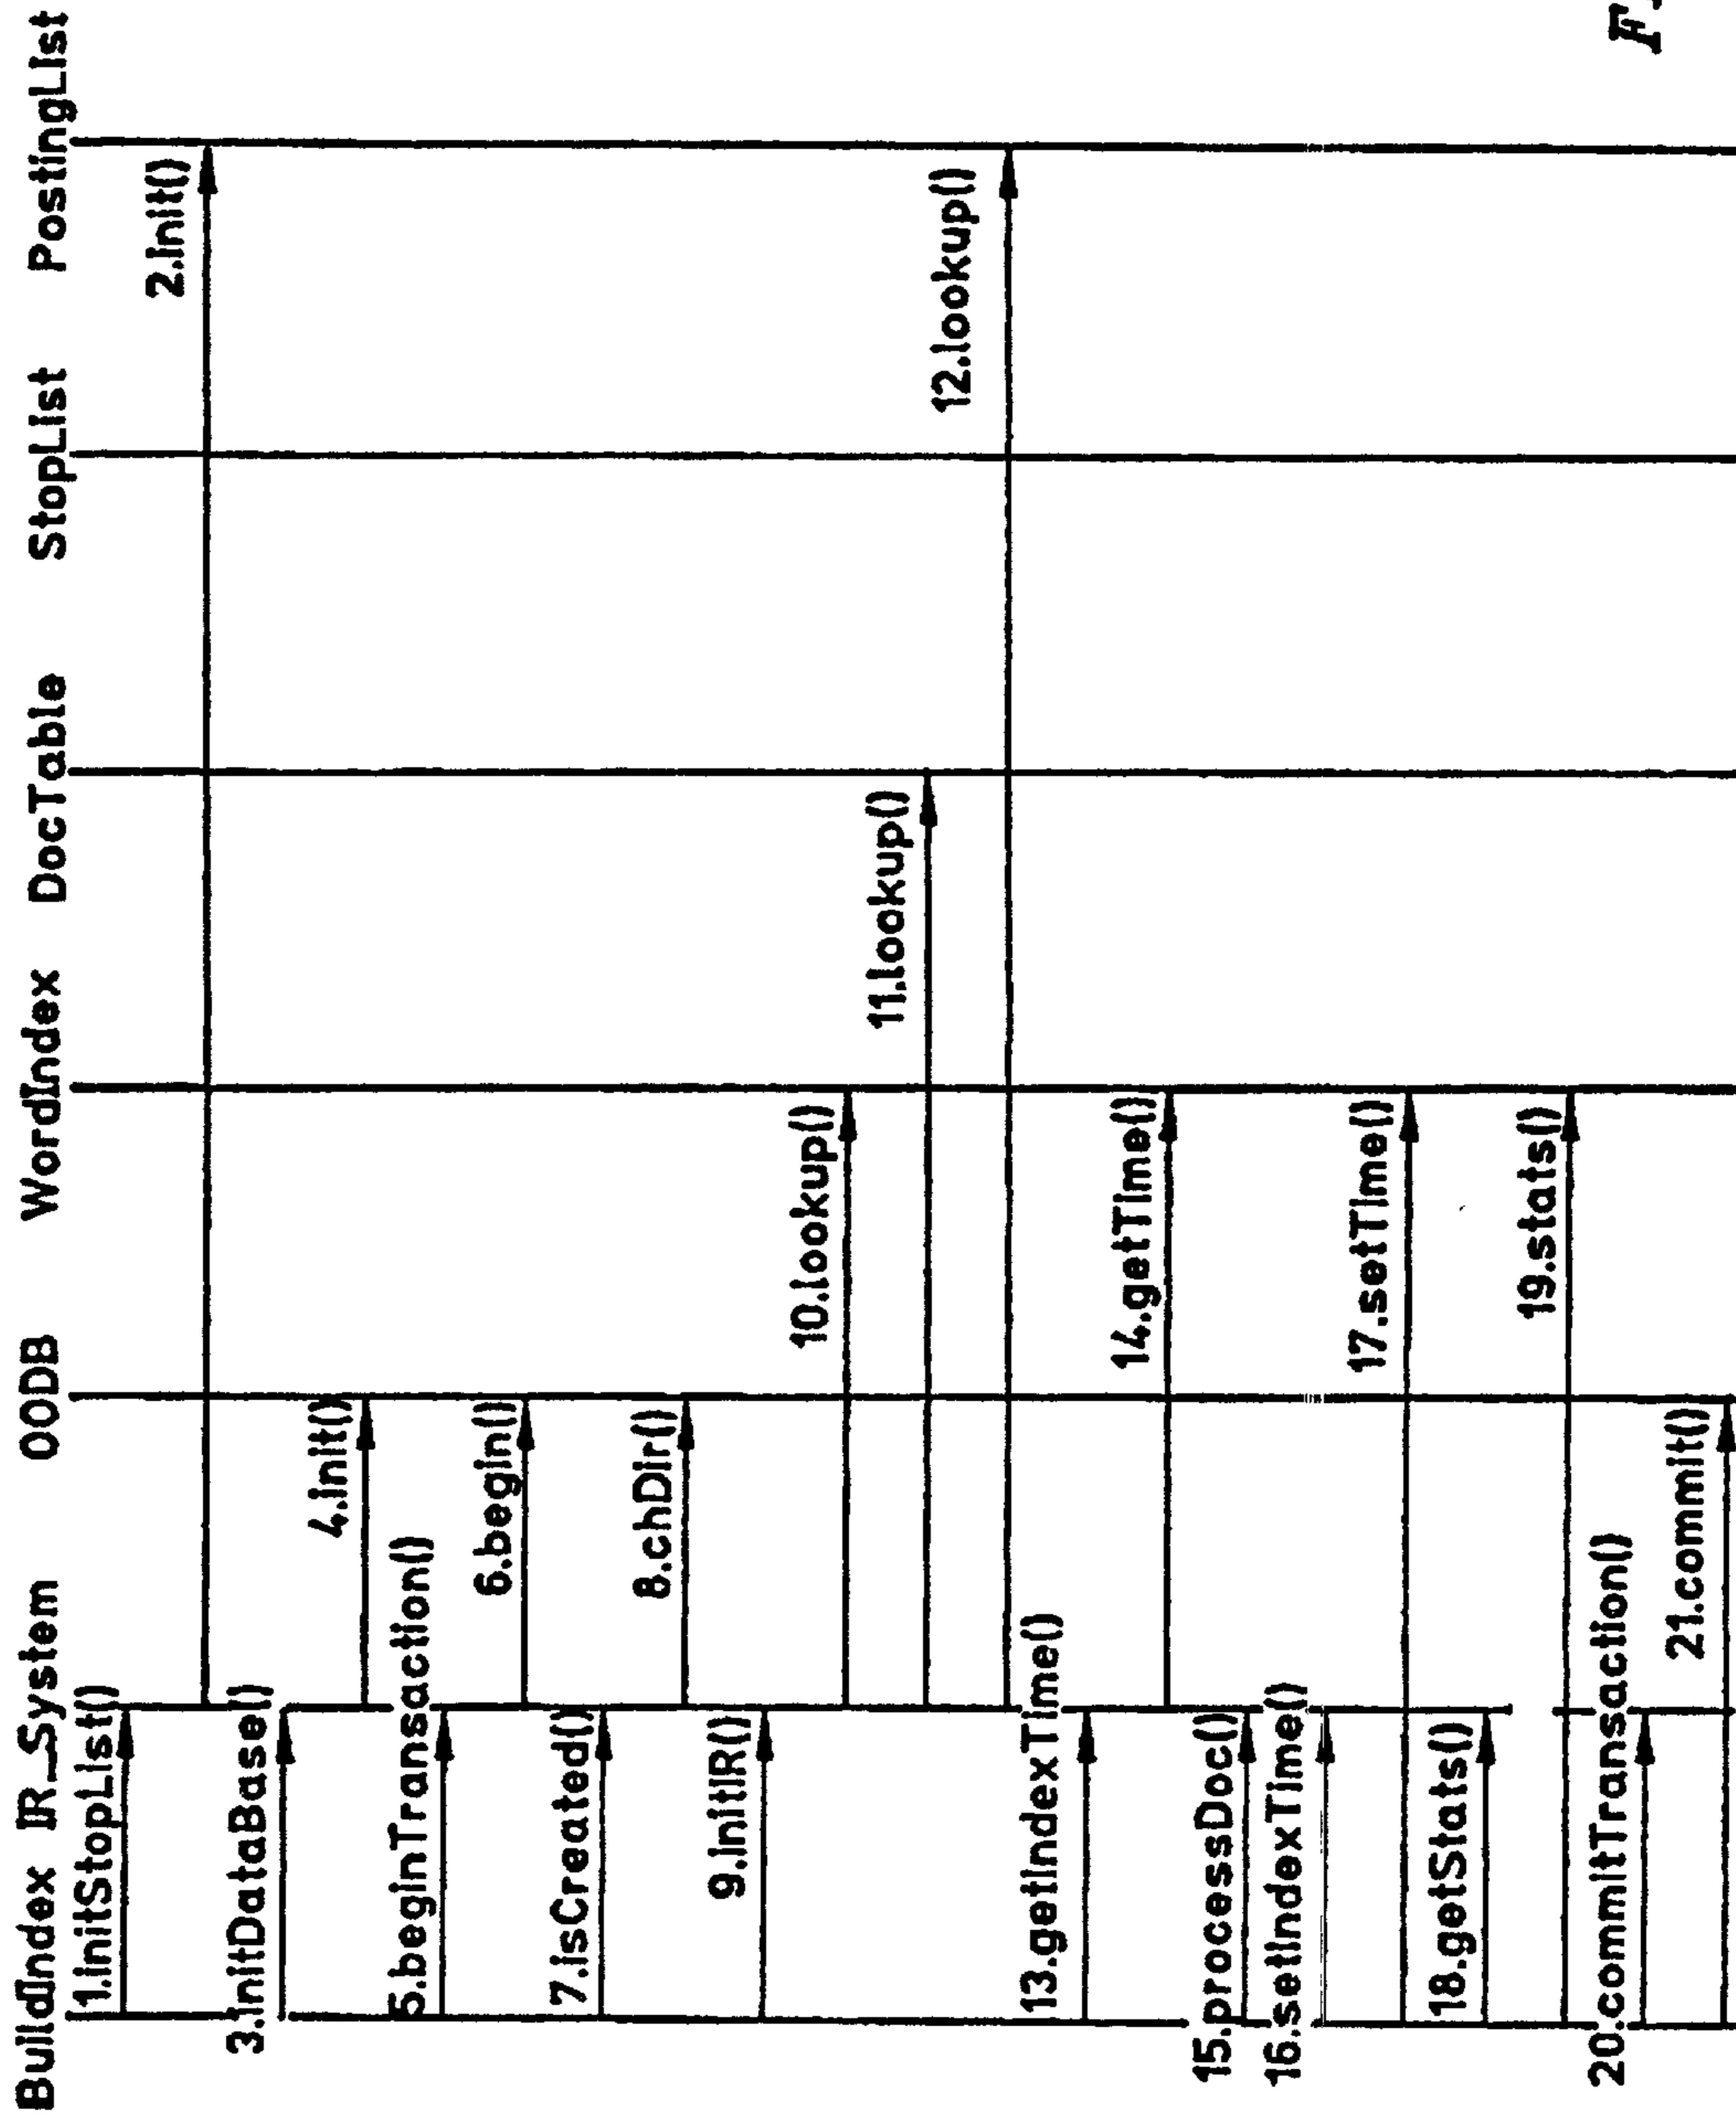 BuildIndex IR_System OODB WordIndex DocTable StopList PostingList
1.initStopList()
2.init()
3.initDataBase()
4.init()
5.beginTransaction()
6.begin()
7.isCreated()
8.chDir()
9.initIR()
10.lookup()
11.lookup()
12.lookup()
13.getIndexTime()
14.getTime()
15.processDoc()
16.setIndexTime()
17.setTime()
18.getStats()
19.stats()
20.commitTransaction()
21.commit()